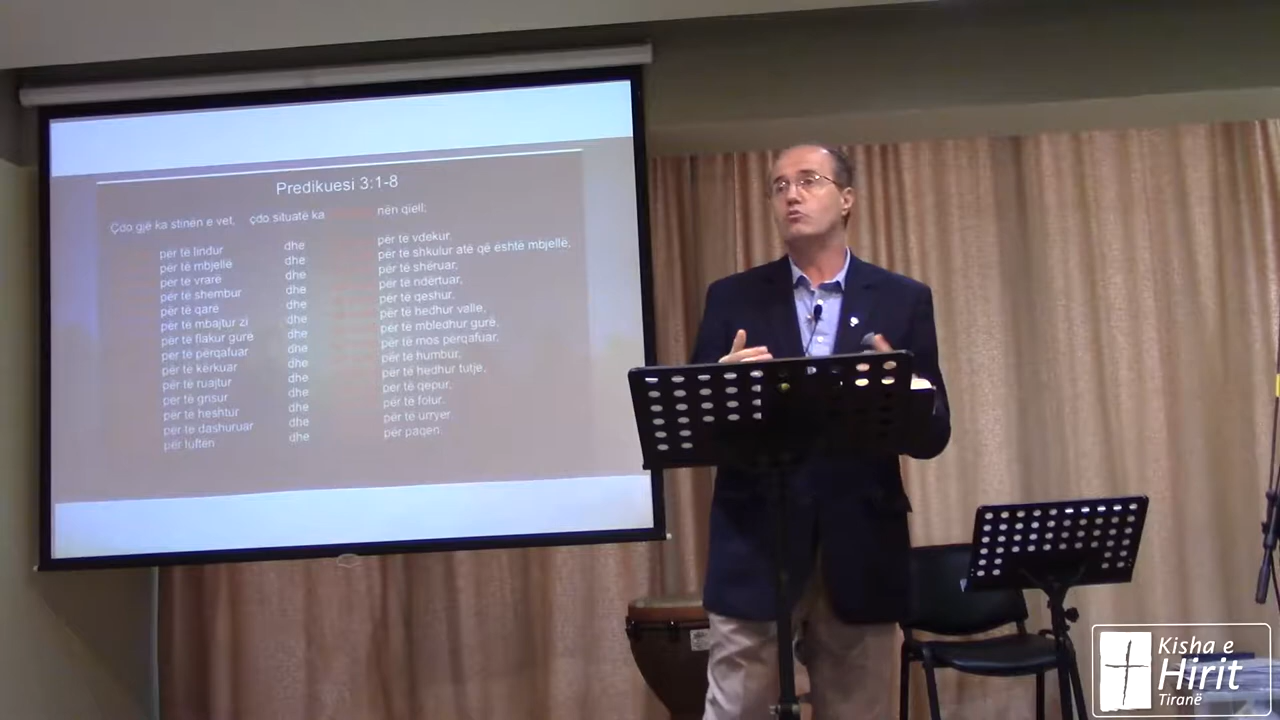 Predikuesi 3:1-8
Çdo gjë ka stinën e vet, çdo situatë ka nën qiell;
për të lindur dhe për të vdekur.
për të mbjellë dhe për të shkulur atë që është mbjellë,
për të vrarë dhe për të shëruar,
për të shembur dhe për të ndërtuar,
për të qarë dhe për të qeshur,
për të mbajtur zi dhe për të hedhur valle,
për të flakur gurë dhe për të mbledhur gurë,
për të përqafuar dhe për të mos përqafuar,
për të kërkuar dhe për të humbur,
për të ruajtur dhe për të hedhur tutje,
për të grisur dhe për të qepur,
për të heshtur dhe për të folur,
për të dashuruar dhe për të urryer
për luftën dhe për paqen.
Kisha e
Hirit
Tiranë